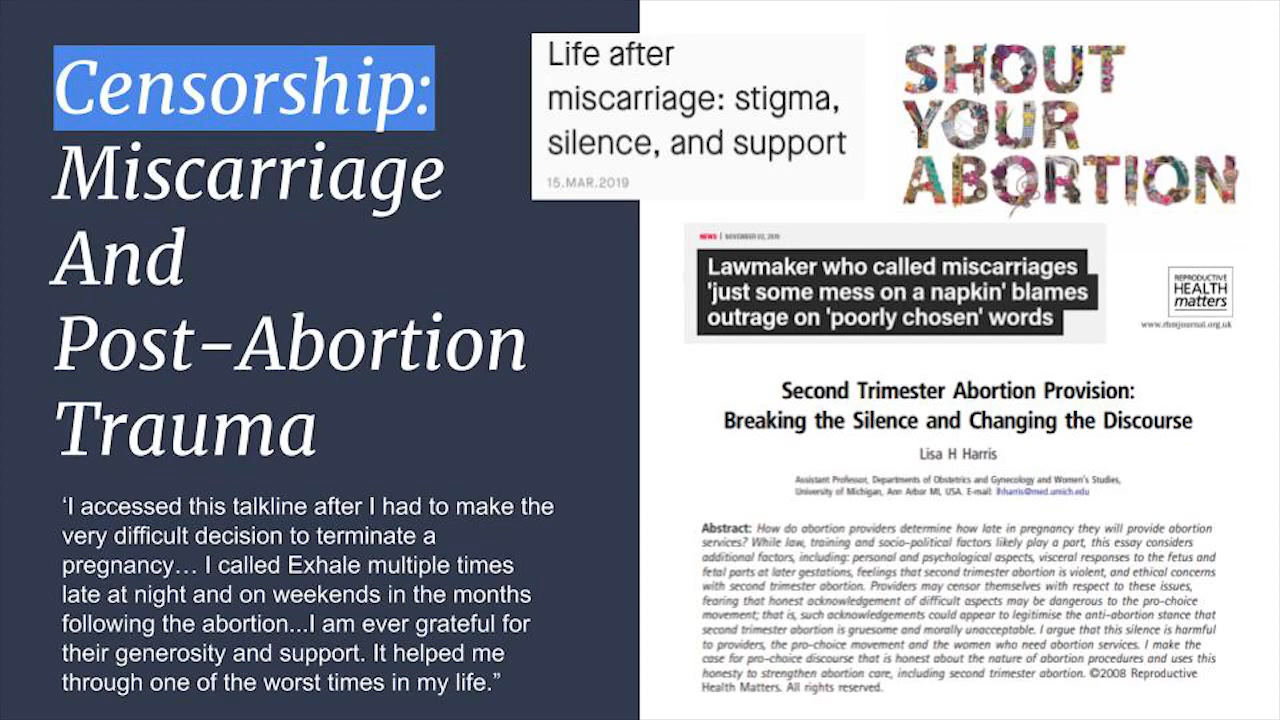 Censorship:
Miscarriage
And
Post-Abortion
Trauma
‘I accessed this talkline after I had to make the
very difficult decision to terminate a
pregnancy… I called Exhale multiple times
late at night and on weekends in the months
following the abortion...I am ever grateful for
their generosity and support. It helped me
through one of the worst times in my life.”
Life after
miscarriage: stigma,
silence, and support
15.MAR.2019
SHOUT
YOUR
ABORTION
NEWS | NOVEMBER 02, 2019
Lawmaker who called miscarriages
'just some mess on a napkin' blames
outrage on 'poorly chosen' words
REPRODUCTIVE
HEALTH
matters
www.rhmjournal.org.uk
Second Trimester Abortion Provision:
Breaking the Silence and Changing the Discourse
Lisa H Harris
Assistant Professor, Departments of Obstetrics and Gynecology and Women's Studies,
University of Michigan, Ann Arbor MI, USA. E-mail: lhharris@med.umich.edu
Abstract: How do abortion providers determine how late in pregnancy they will provide abortion
services? While law, training and socio-political factors likely play a part, this essay considers
additional factors, including: personal and psychological aspects, visceral responses to the fetus and
fetal parts at later gestations, feelings that second trimester abortion is violent, and ethical concerns
with second trimester abortion. Providers may censor themselves with respect to these issues,
fearing that honest acknowledgement of difficult aspects may be dangerous to the pro-choice
movement; that is, such acknowledgements could appear to legitimise the anti-abortion stance that
second trimester abortion is gruesome and morally unacceptable. I argue that this silence is harmful
to providers, the pro-choice movement and the women who need abortion services. I make the
case for pro-choice discourse that is honest about the nature of abortion procedures and uses this
honesty to strengthen abortion care, including second trimester abortion. ©2008 Reproductive
Health Matters. All rights reserved.